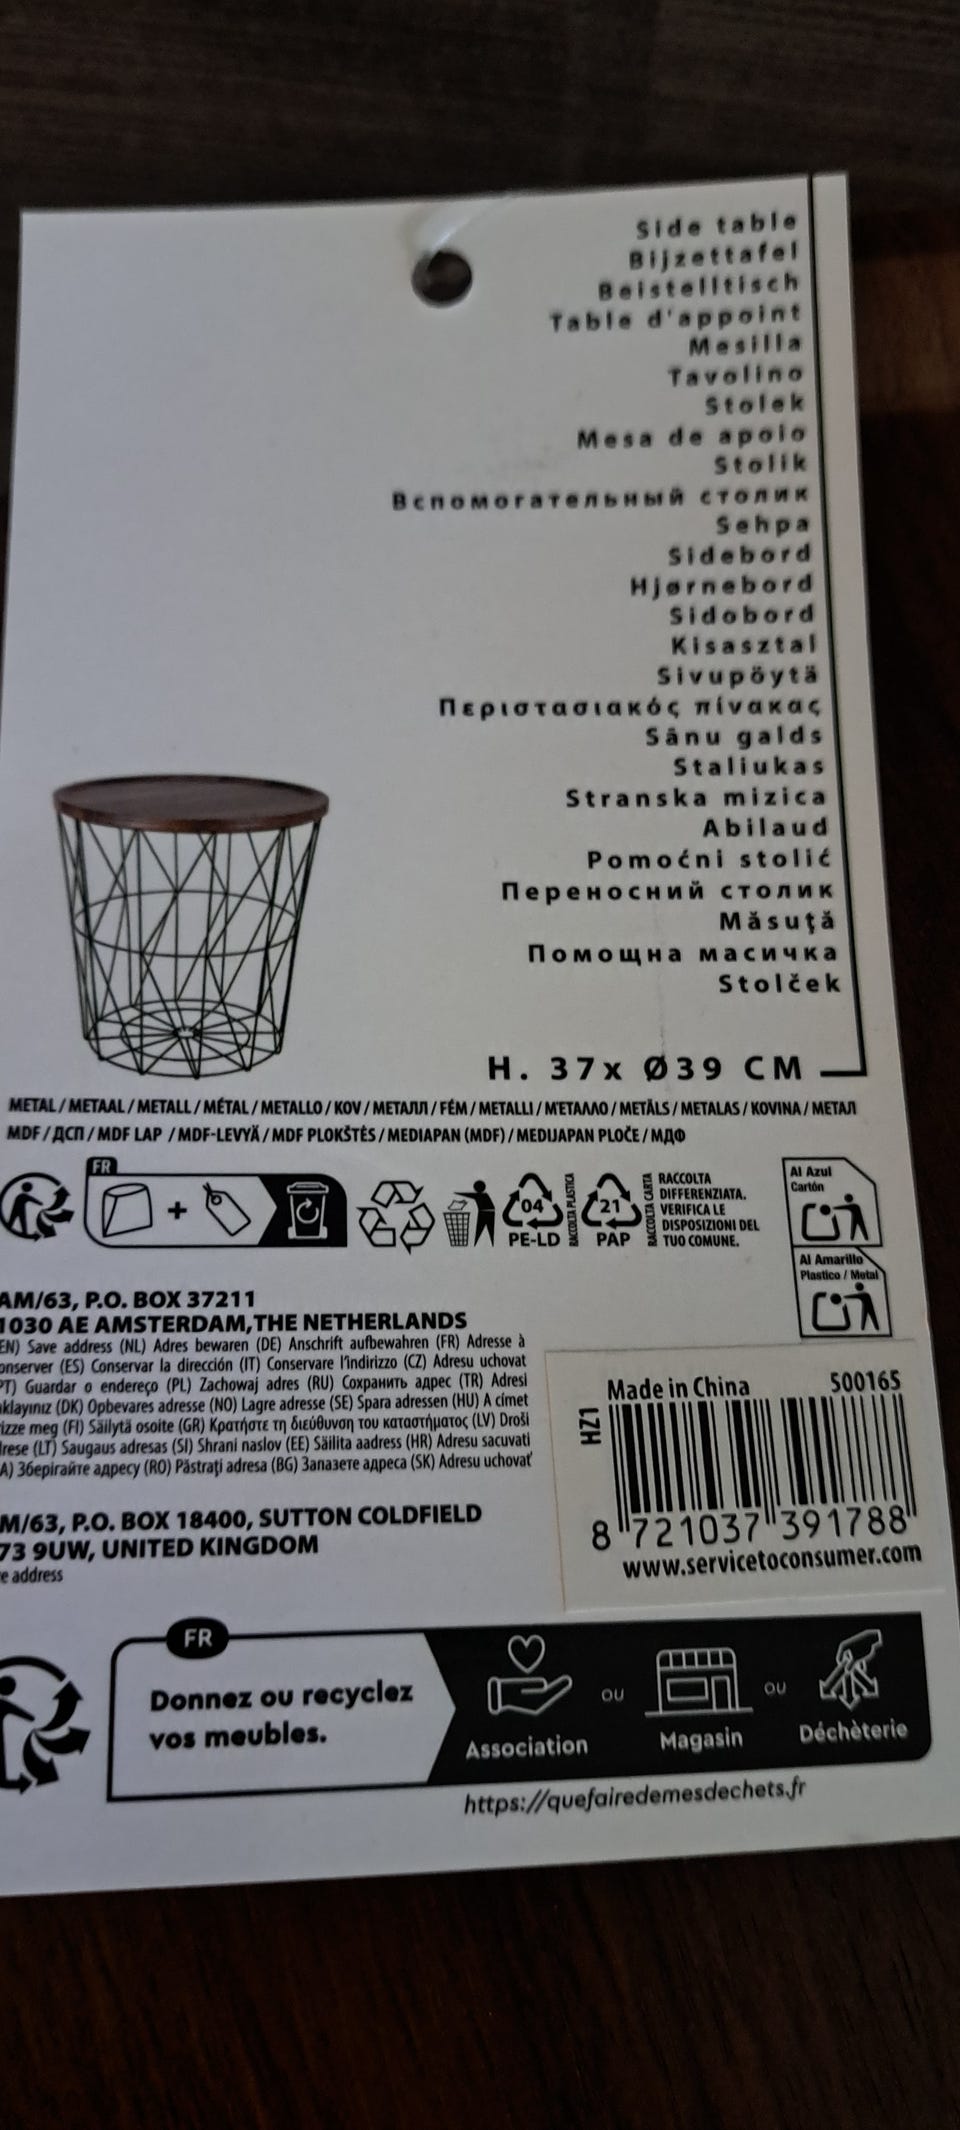 Side table
Bijzettafel
Beistelltisch
Table d'appoint
Mesilla
Tavolino
Stolek
Mesa de apoio
Stolik
Вспомогательный столик
Sehpa
Sidebord
Hjørnebord
Sidobord
Kisasztal
Sivupöytä
Περιστασιακός πίνακας
Sānu galds
Staliukas
Stranska mizica
Abilaud
Pomoćni stolić
Переносний столик
Măsuţă
Помощна масичка
Stolček
H. 37x Ø39 CM
METAL / METAAL / METALL / MÉTAL / METALLO / KOV / МЕТАЛЛ / FÉM / METALLI / ΜΈΤΑΛΛΟ / METĀLS / METALAS / KOVINA / МЕТАЛ
MDF / ДСП / MDF LAP / MDF-LEVYÄ / MDF PLOKŠTĖS / MEDIAPAN (MDF) / MEDIJAPAN PLOČE / МДФ
FR
+
04
PE-LD
RACCOLTA PLASTICA
21
PAP
RACCOLTA CARTA
RACCOLTA
DIFFERENZIATA.
VERIFICA LE
DISPOSIZIONI DEL
TUO COMUNE.
Al Azul
Cartón
Al Amarillo
Plastico / Metal
AM/63, P.O. BOX 37211
1030 AE AMSTERDAM,THE NETHERLANDS
EN) Save address (NL) Adres bewaren (DE) Anschrift aufbewahren (FR) Adresse à
onserver (ES) Conservar la dirección (IT) Conservare l'indirizzo (CZ) Adresu uchovat
PT) Guardar o endereço (PL) Zachowaj adres (RU) Сохранить адрес (TR) Adresi
aklayınız (DK) Opbevares adresse (NO) Lagre adresse (SE) Spara adressen (HU) A címet
rizze meg (FI) Säilytä osoite (GR) Κρατήστε τη διεύθυνση του καταστήματος (LV) Droši
drese (LT) Saugaus adresas (SI) Shrani naslov (EE) Säilita aadress (HR) Adresu sacuvati
A) Зберігайте адресу (RO) Păstrați adresa (BG) Запазете адреса (SK) Adresu uchovať
M/63, P.O. BOX 18400, SUTTON COLDFIELD
73 9UW, UNITED KINGDOM
e address
Made in China
500165
HZ1
8 721037 391788
www.servicetoconsumer.com
FR
Donnez ou recyclez
vos meubles.
Association
OU
Magasin
OU
Déchèterie
https://quefairedemesdechets.fr